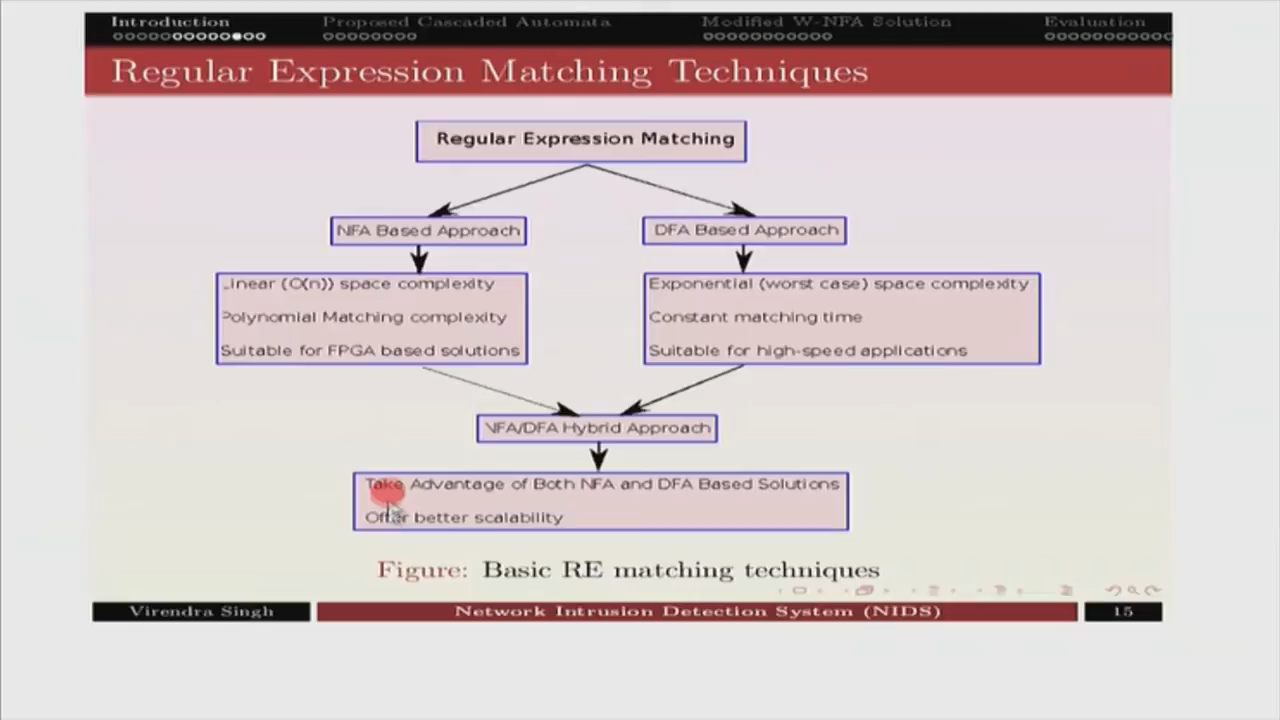 Introduction Proposed Cascaded Automata Modified W-NFA Solution Evaluation
Regular Expression Matching Techniques
Regular Expression Matching
NFA Based Approach
DFA Based Approach
Linear (O(n)) space complexity
Polynomial Matching complexity
Suitable for FPGA based solutions
Exponential (worst case) space complexity
Constant matching time
Suitable for high-speed applications
NFA/DFA Hybrid Approach
Take Advantage of Both NFA and DFA Based Solutions
Offer better scalability
Figure: Basic RE matching techniques
Virendra Singh Network Intrusion Detection System (NIDS) 15